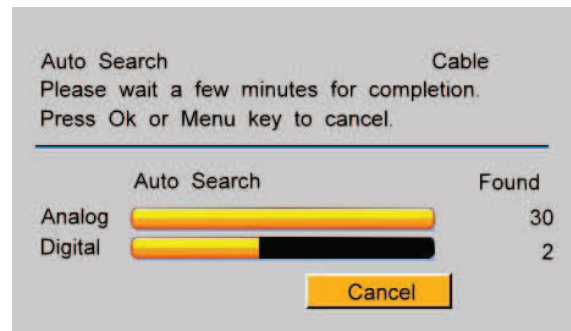 Auto Search Cable
Please wait a few minutes for completion.
Press Ok or Menu key to cancel.
Auto Search Found
Analog 30
Digital 2
Cancel